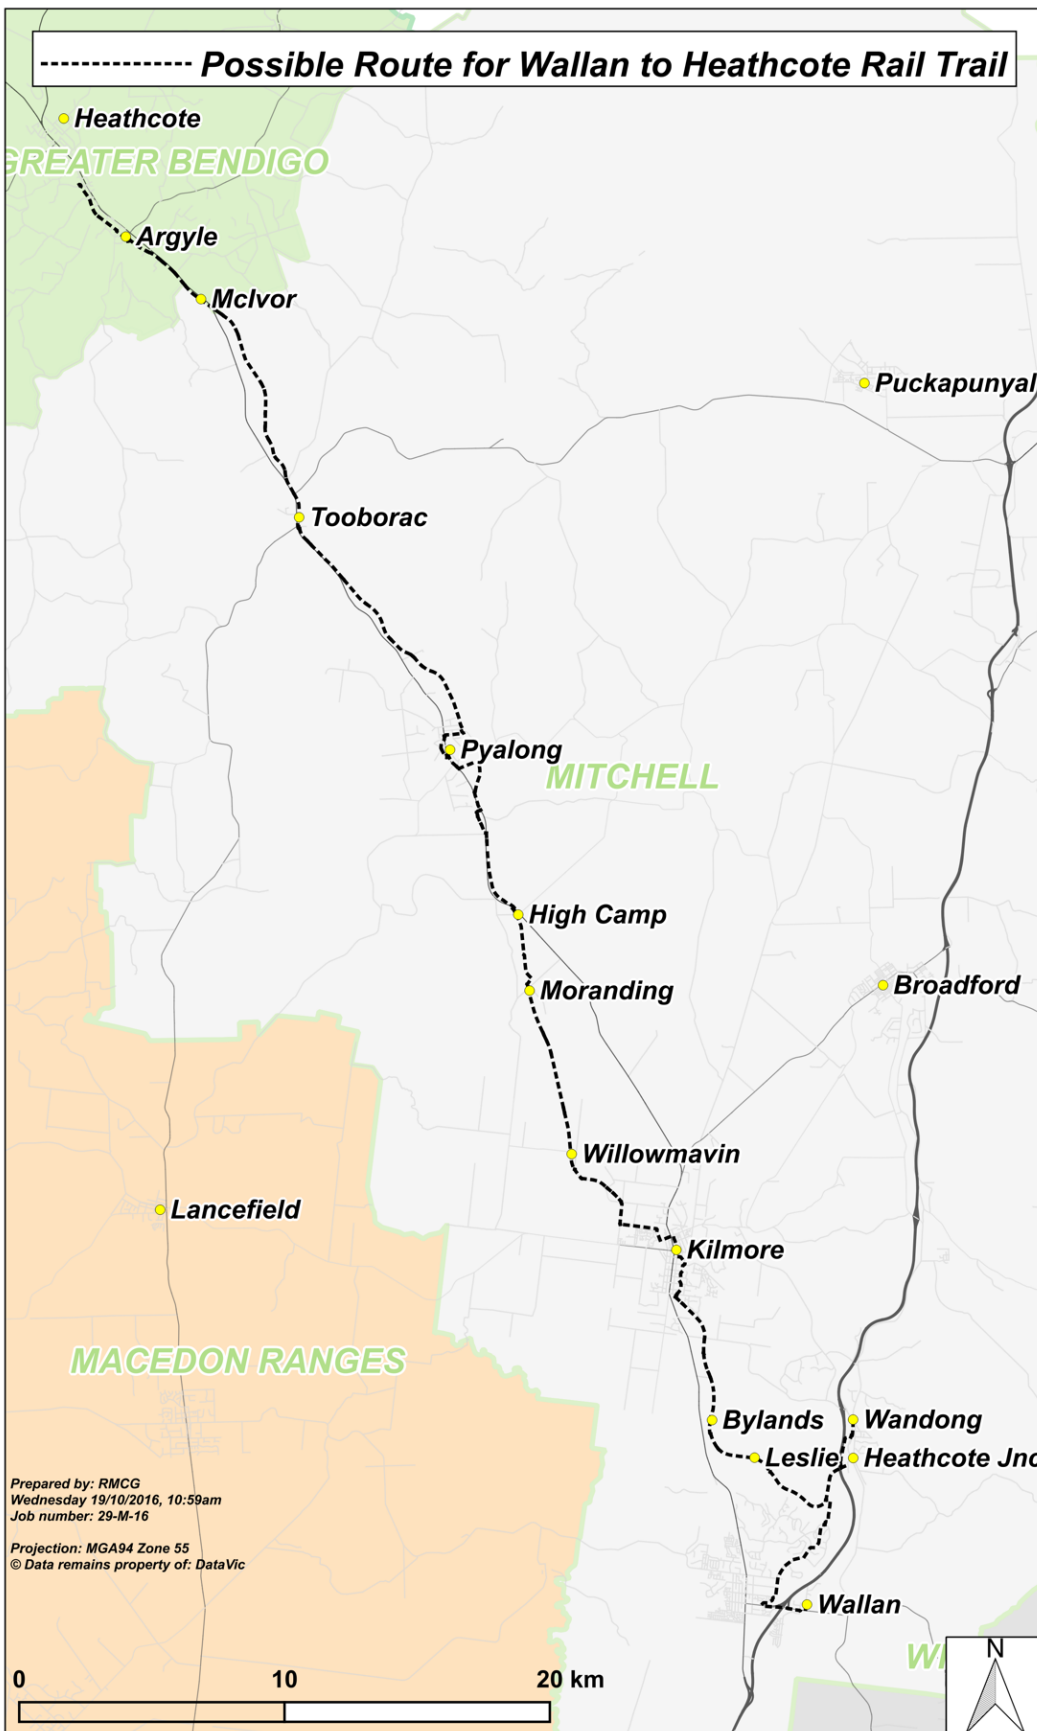 Possible Route for Wallan to Heathcote Rail Trail
Heathcote
GREATER BENDIGO
Argyle
McIvor
Puckapunyal
Tooborac
Pyalong
MITCHELL
High Camp
Moranding
Broadford
Willowmavin
Lancefield
Kilmore
MACEDON RANGES
Bylands
Wandong
Leslie
Heathcote Jnc
Prepared by: RMCG
Wednesday 19/10/2016, 10:59am
Job number: 29-M-16
Projection: MGA94 Zone 55
© Data remains property of: DataVic
Wallan
N
0 10 20 km